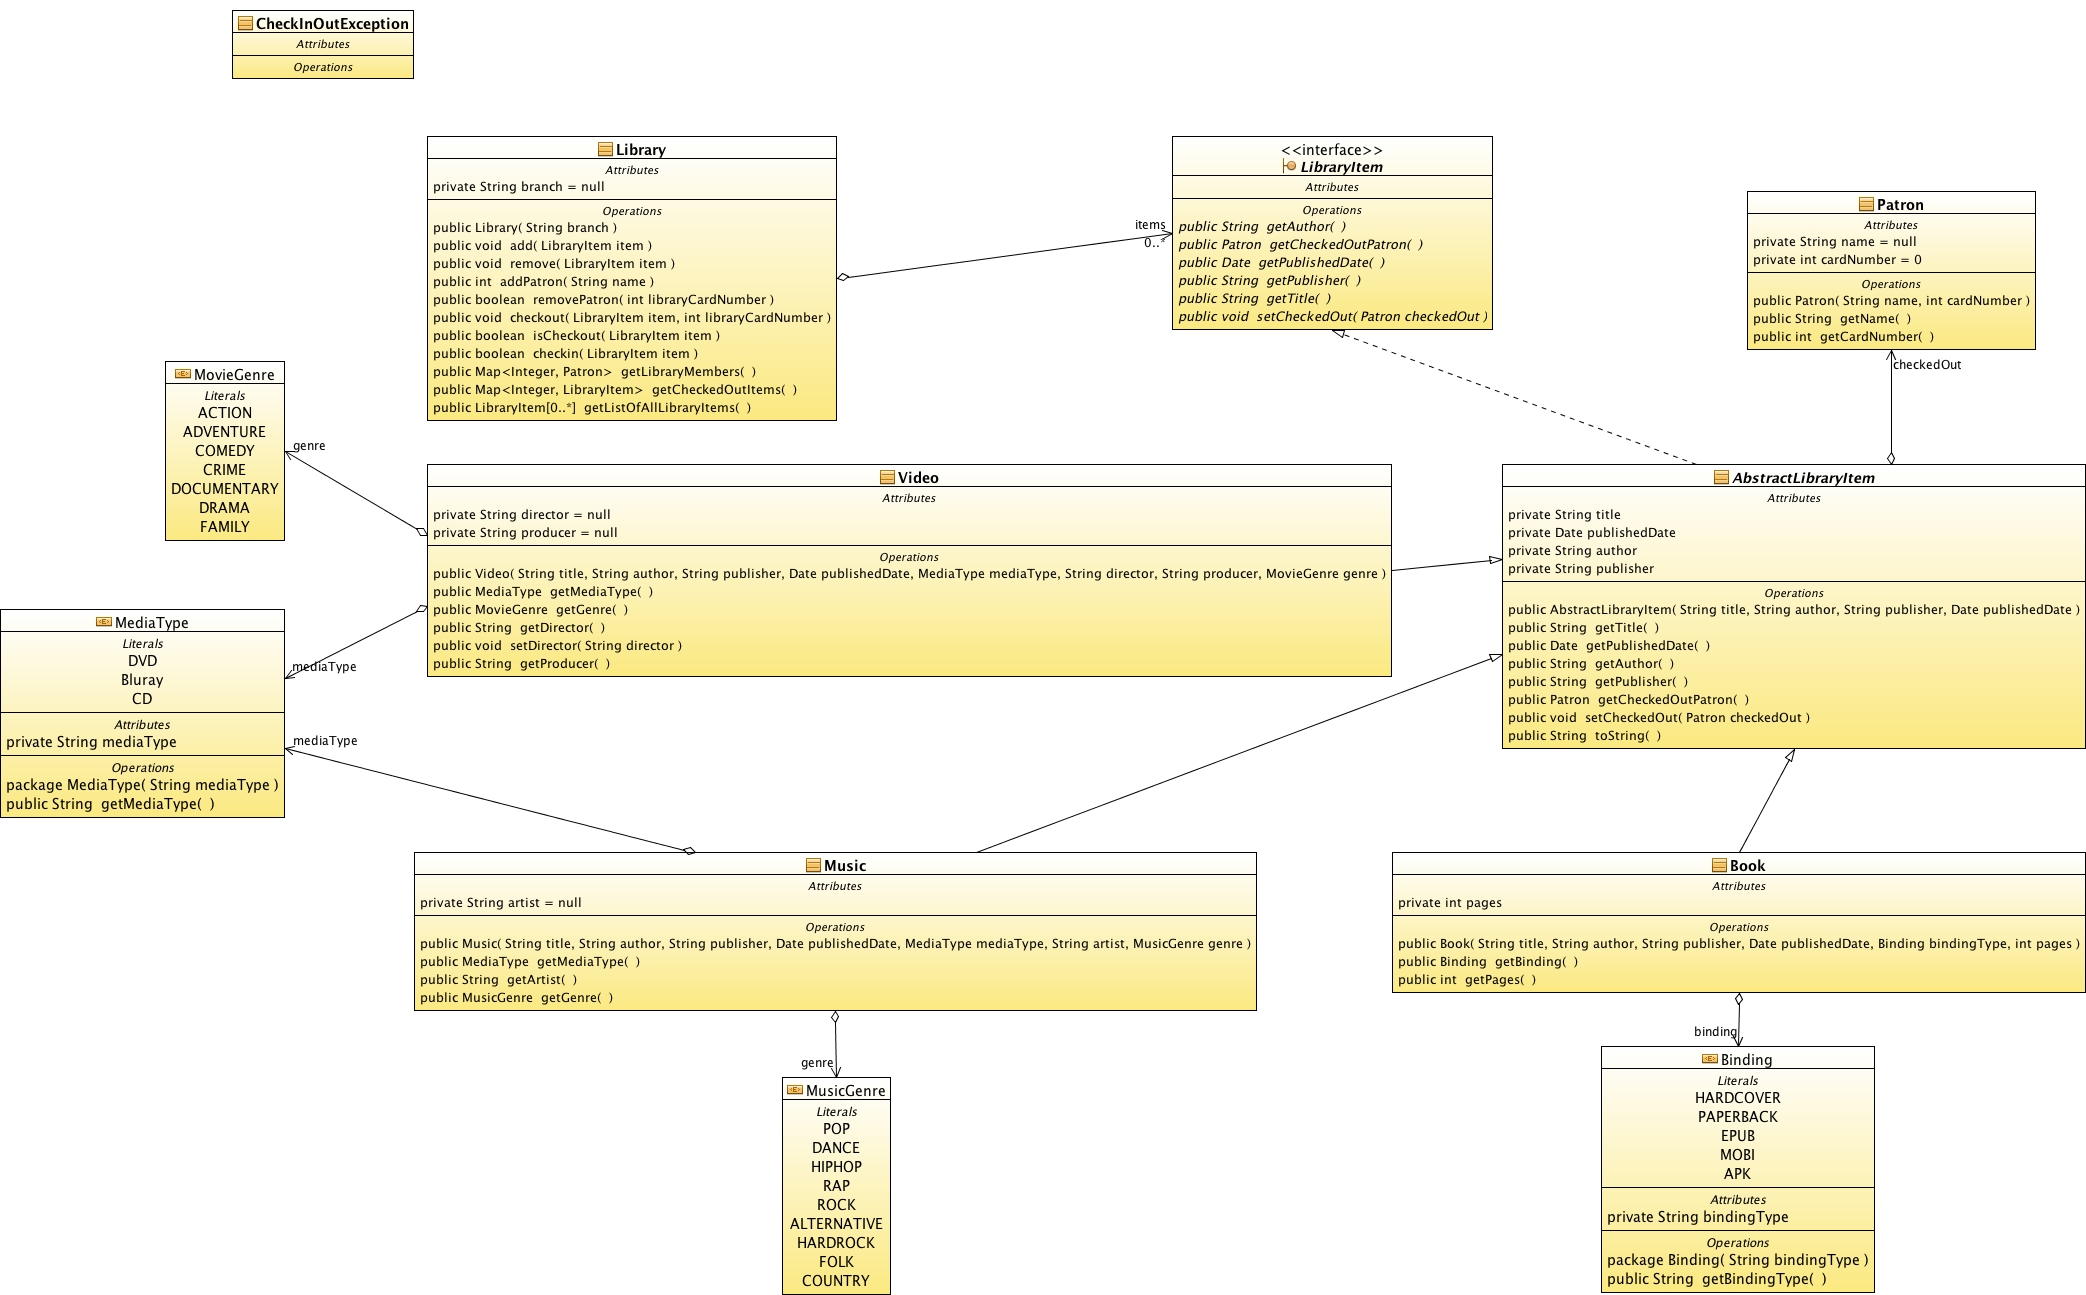 CheckInOutException
Attributes
Operations
Library
Attributes
private String branch = null
Operations
public Library( String branch )
public void add( LibraryItem item )
public void remove( LibraryItem item )
public int addPatron( String name )
public boolean removePatron( int libraryCardNumber )
public void checkout( LibraryItem item, int libraryCardNumber )
public boolean isCheckout( LibraryItem item )
public boolean checkin( LibraryItem item )
public Map<Integer, Patron> getLibraryMembers( )
public Map<Integer, LibraryItem> getCheckedOutItems( )
public LibraryItem[0..*] getListOfAllLibraryItems( )
items
0..*
<<interface>>
LibraryItem
Attributes
Operations
public String getAuthor( )
public Patron getCheckedOutPatron( )
public Date getPublishedDate( )
public String getPublisher( )
public String getTitle( )
public void setCheckedOut( Patron checkedOut )
Patron
Attributes
private String name = null
private int cardNumber = 0
Operations
public Patron( String name, int cardNumber )
public String getName( )
public int getCardNumber( )
checkedOut
MovieGenre
Literals
ACTION
ADVENTURE
COMEDY
CRIME
DOCUMENTARY
DRAMA
FAMILY
genre
Video
Attributes
private String director = null
private String producer = null
Operations
public Video( String title, String author, String publisher, Date publishedDate, MediaType mediaType, String director, String producer, MovieGenre genre )
public MediaType getMediaType( )
public MovieGenre getGenre( )
public String getDirector( )
public void setDirector( String director )
public String getProducer( )
AbstractLibraryItem
Attributes
private String title
private Date publishedDate
private String author
private String publisher
Operations
public AbstractLibraryItem( String title, String author, String publisher, Date publishedDate )
public String getTitle( )
public Date getPublishedDate( )
public String getAuthor( )
public String getPublisher( )
public Patron getCheckedOutPatron( )
public void setCheckedOut( Patron checkedOut )
public String toString( )
MediaType
Literals
DVD
Bluray
CD
Attributes
private String mediaType
Operations
package MediaType( String mediaType )
public String getMediaType( )
mediaType
mediaType
Music
Attributes
private String artist = null
Operations
public Music( String title, String author, String publisher, Date publishedDate, MediaType mediaType, String artist, MusicGenre genre )
public MediaType getMediaType( )
public String getArtist( )
public MusicGenre getGenre( )
genre
Book
Attributes
private int pages
Operations
public Book( String title, String author, String publisher, Date publishedDate, Binding bindingType, int pages )
public Binding getBinding( )
public int getPages( )
binding
MusicGenre
Literals
POP
DANCE
HIPHOP
RAP
ROCK
ALTERNATIVE
HARDROCK
FOLK
COUNTRY
Binding
Literals
HARDCOVER
PAPERBACK
EPUB
MOBI
APK
Attributes
private String bindingType
Operations
package Binding( String bindingType )
public String getBindingType( )